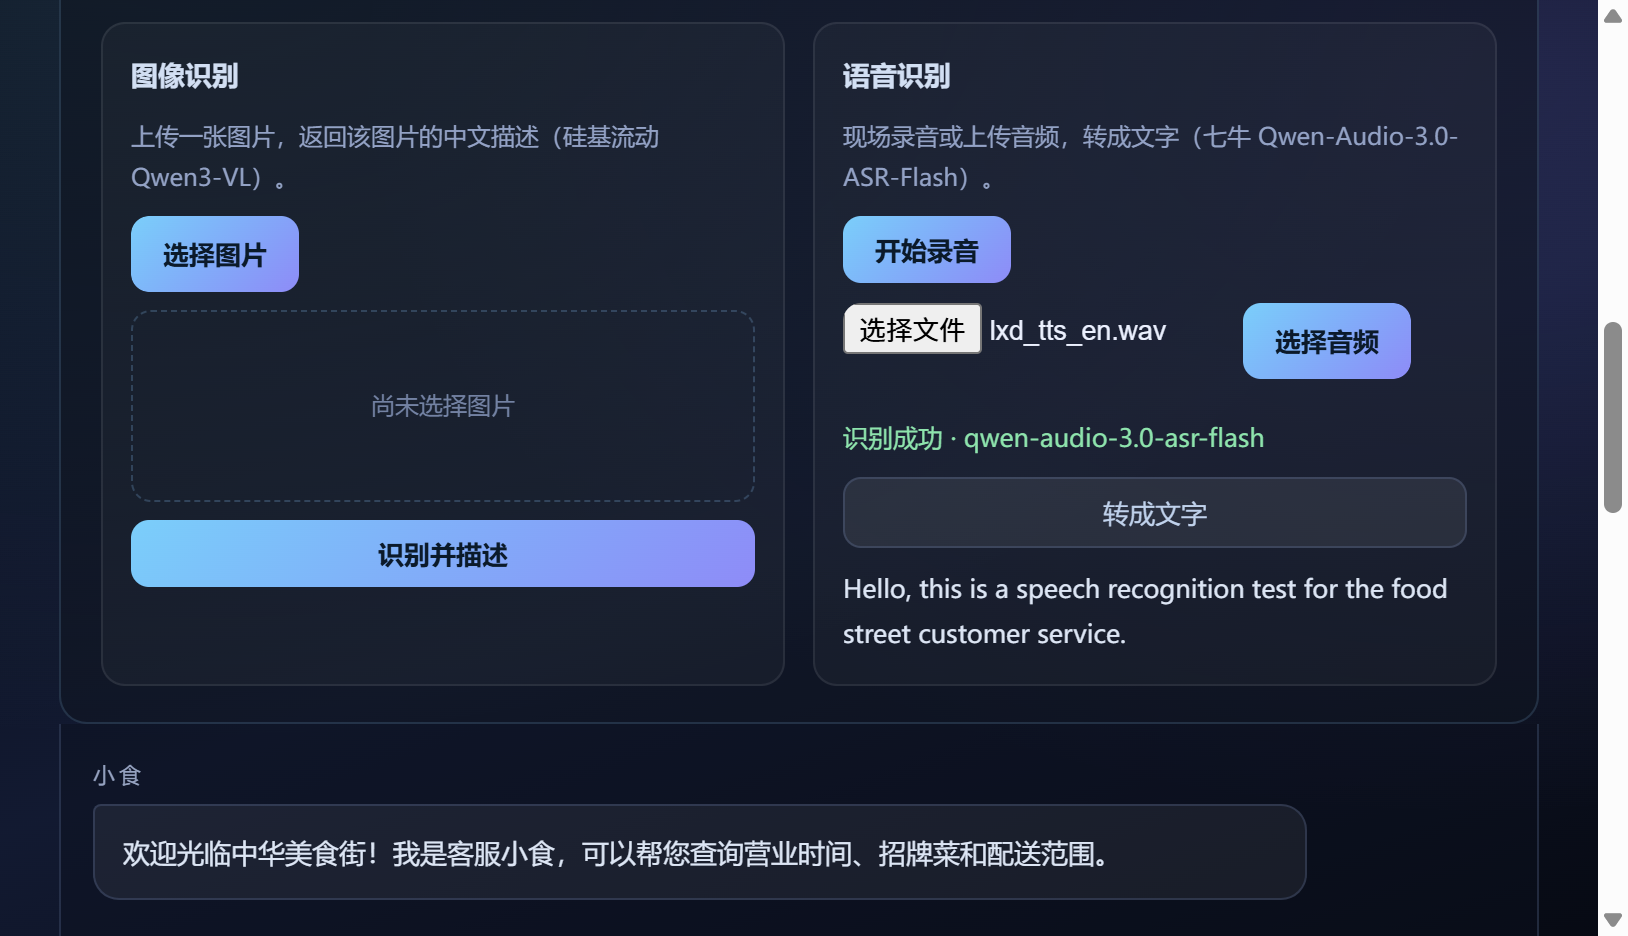 图像识别
上传一张图片，返回该图片的中文描述（硅基流动
Qwen3-VL）。
选择图片
尚未选择图片
识别并描述
语音识别
现场录音或上传音频，转成文字（七牛 Qwen-Audio-3.0-
ASR-Flash）。
开始录音
选择文件 lxd_tts_en.wav
选择音频
识别成功 · qwen-audio-3.0-asr-flash
转成文字
Hello, this is a speech recognition test for the food
street customer service.
小食
欢迎光临中华美食街！我是客服小食，可以帮您查询营业时间、招牌菜和配送范围。